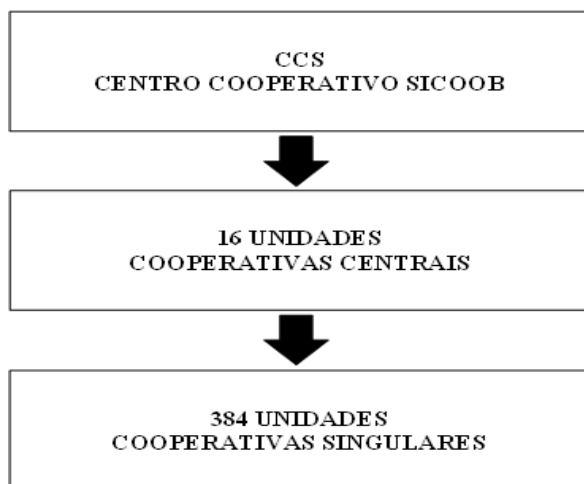 CCS
CENTRO COOPERATIVO SICOOB
16 UNIDADES
COOPERATIVAS CENTRAIS
384 UNIDADES
COOPERATIVAS SINGULARES